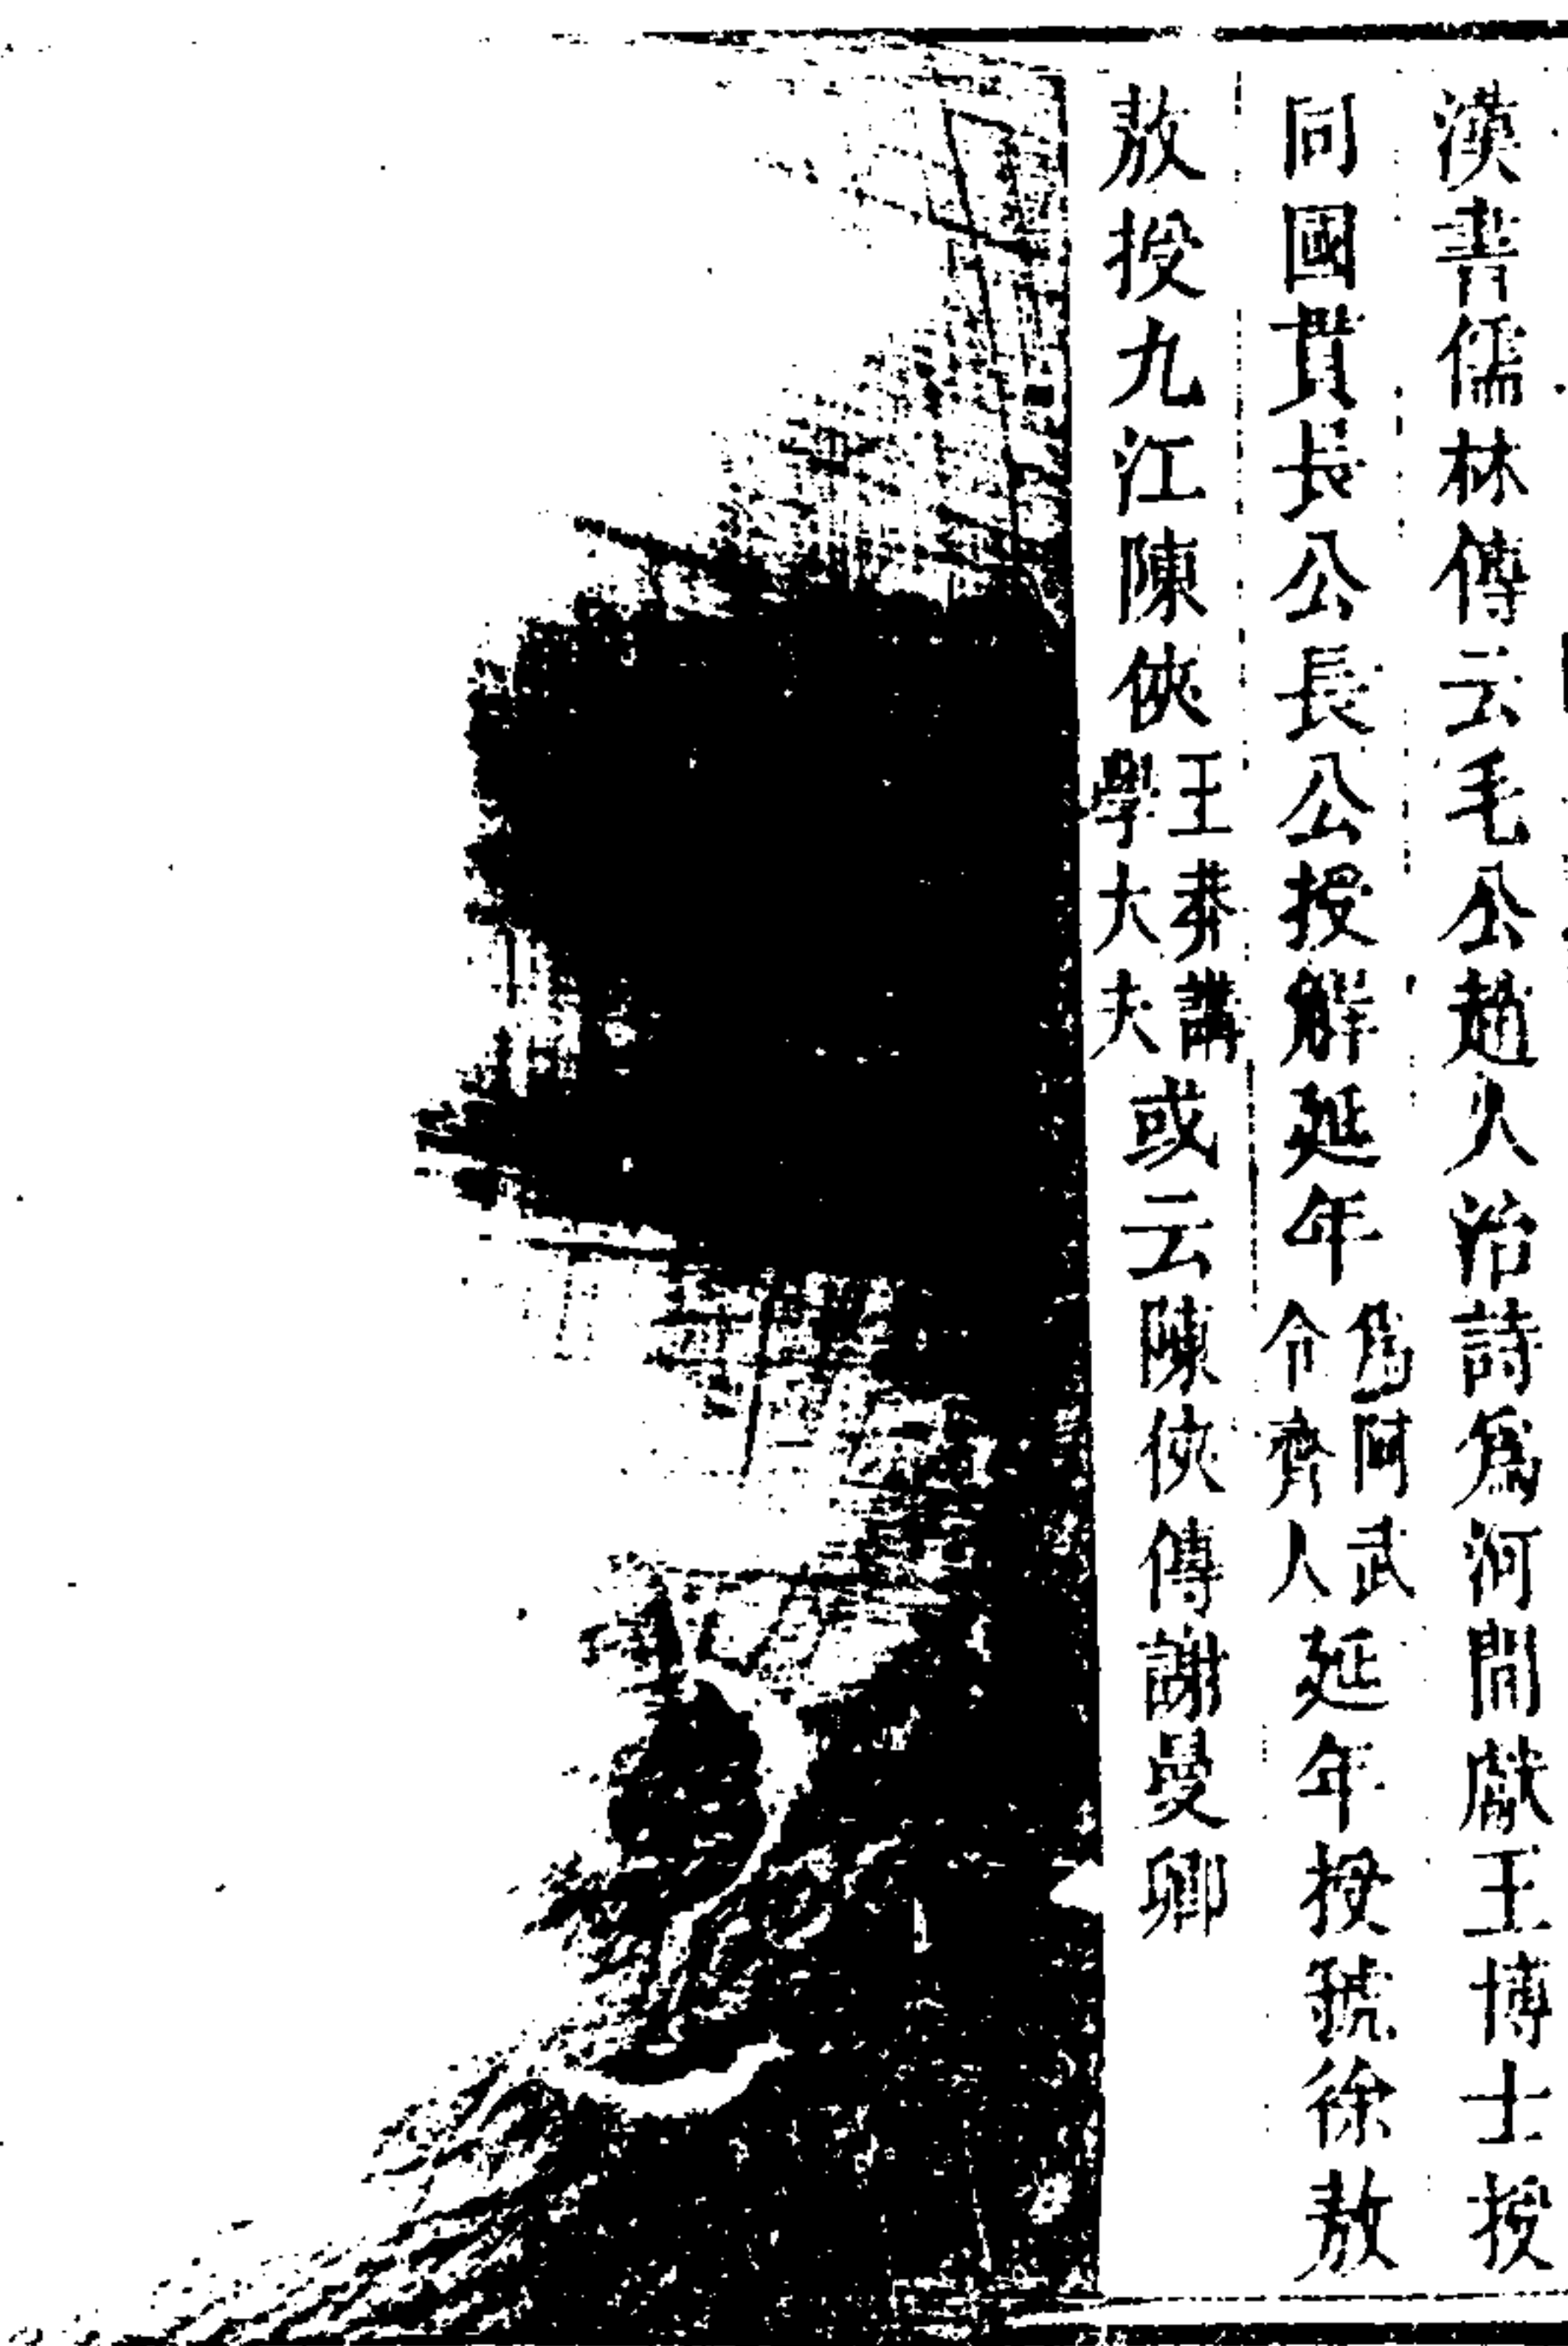 漢書儒林傳云毛公趙人治詩爲河間獻王博士授
同國貫長公長公授解延年爲阿武令齊人延年授虢徐敖
敖授九江陳俠王莽講學大夫或云陳俠傳謝曼卿